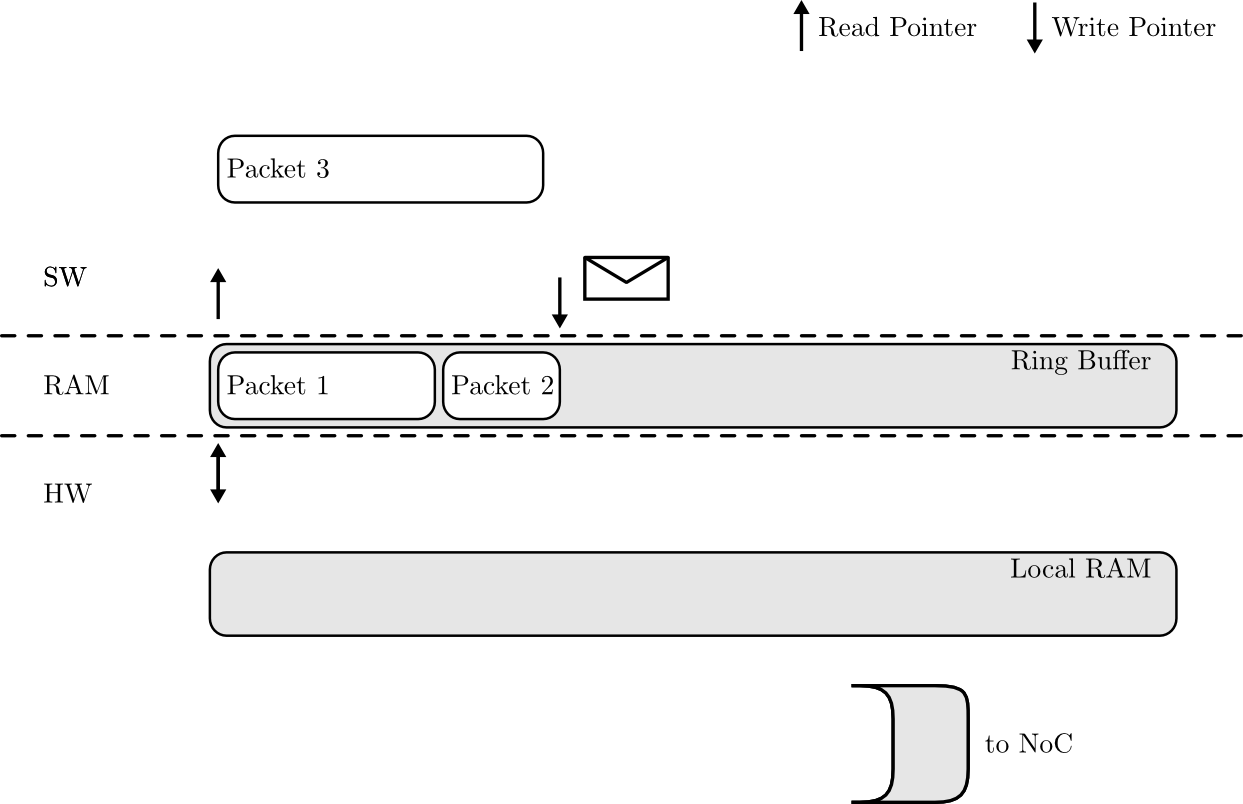 Read Pointer
Write Pointer
Packet 3
SW
Ring Buffer
RAM
Packet 1
Packet 2
HW
Local RAM
to NoC